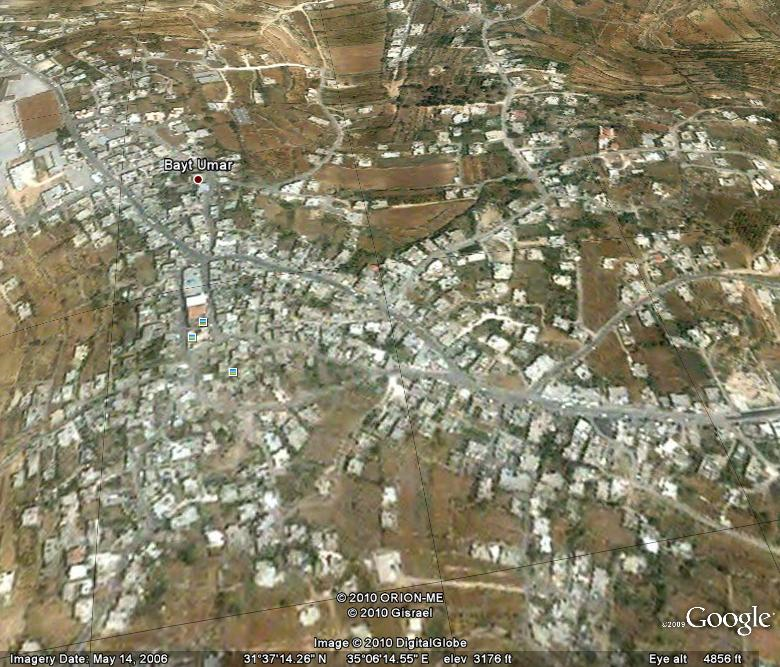 Bayt Umar
© 2010 ORION-ME
© 2010 Gisrael
Image © 2010 DigitalGlobe
©2009 Google™
Imagery Date: May 14, 2006 31°37'14.26" N 35°06'14.55" E elev 3176 ft Eye alt 4856 ft